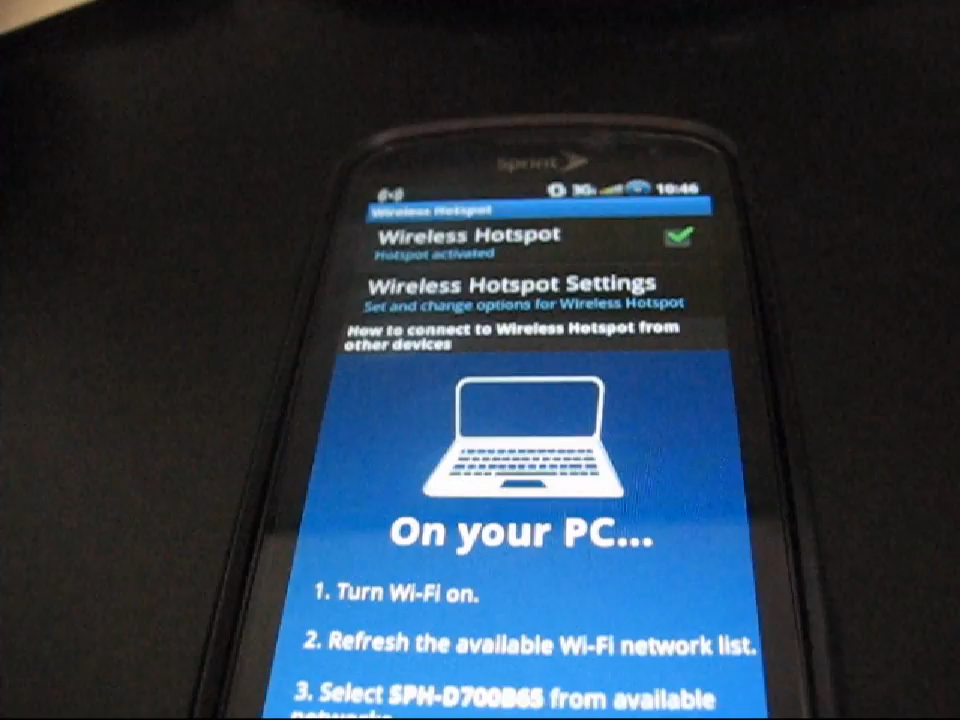 Sprint
3G 10:46
Wireless Hotspot
Wireless Hotspot
Hotspot activated
Wireless Hotspot Settings
Set and change options for Wireless Hotspot
How to connect to Wireless Hotspot from
other devices
On your PC...
1. Turn Wi-Fi on.
2. Refresh the available Wi-Fi network list.
3. Select SPH-D700B65 from available
networks